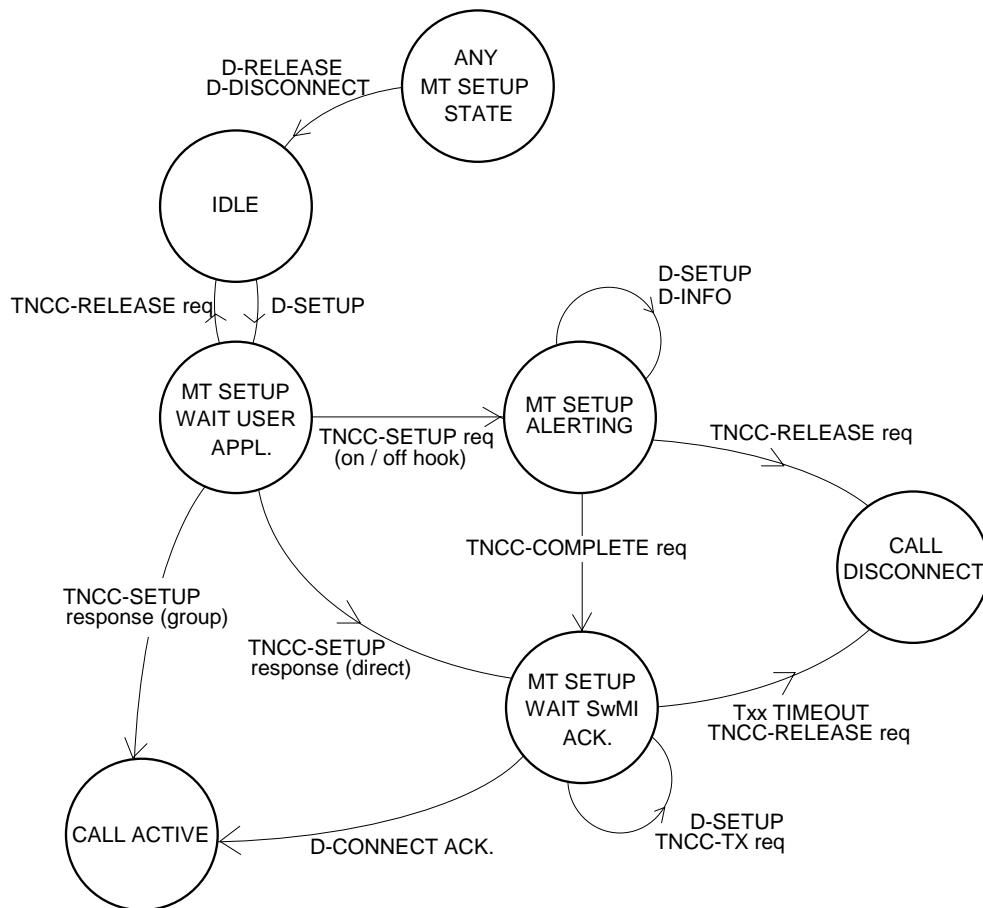 ANY
MT SETUP
STATE
D-RELEASE
D-DISCONNECT
IDLE
TNCC-RELEASE req
D-SETUP
D-SETUP
D-INFO
MT SETUP
WAIT USER
APPL.
TNCC-SETUP req
(on / off hook)
MT SETUP
ALERTING
TNCC-RELEASE req
TNCC-COMPLETE req
CALL
DISCONNECT
TNCC-SETUP
response (group)
TNCC-SETUP
response (direct)
MT SETUP
WAIT SwMI
ACK.
Txx TIMEOUT
TNCC-RELEASE req
CALL ACTIVE
D-CONNECT ACK.
D-SETUP
TNCC-TX req